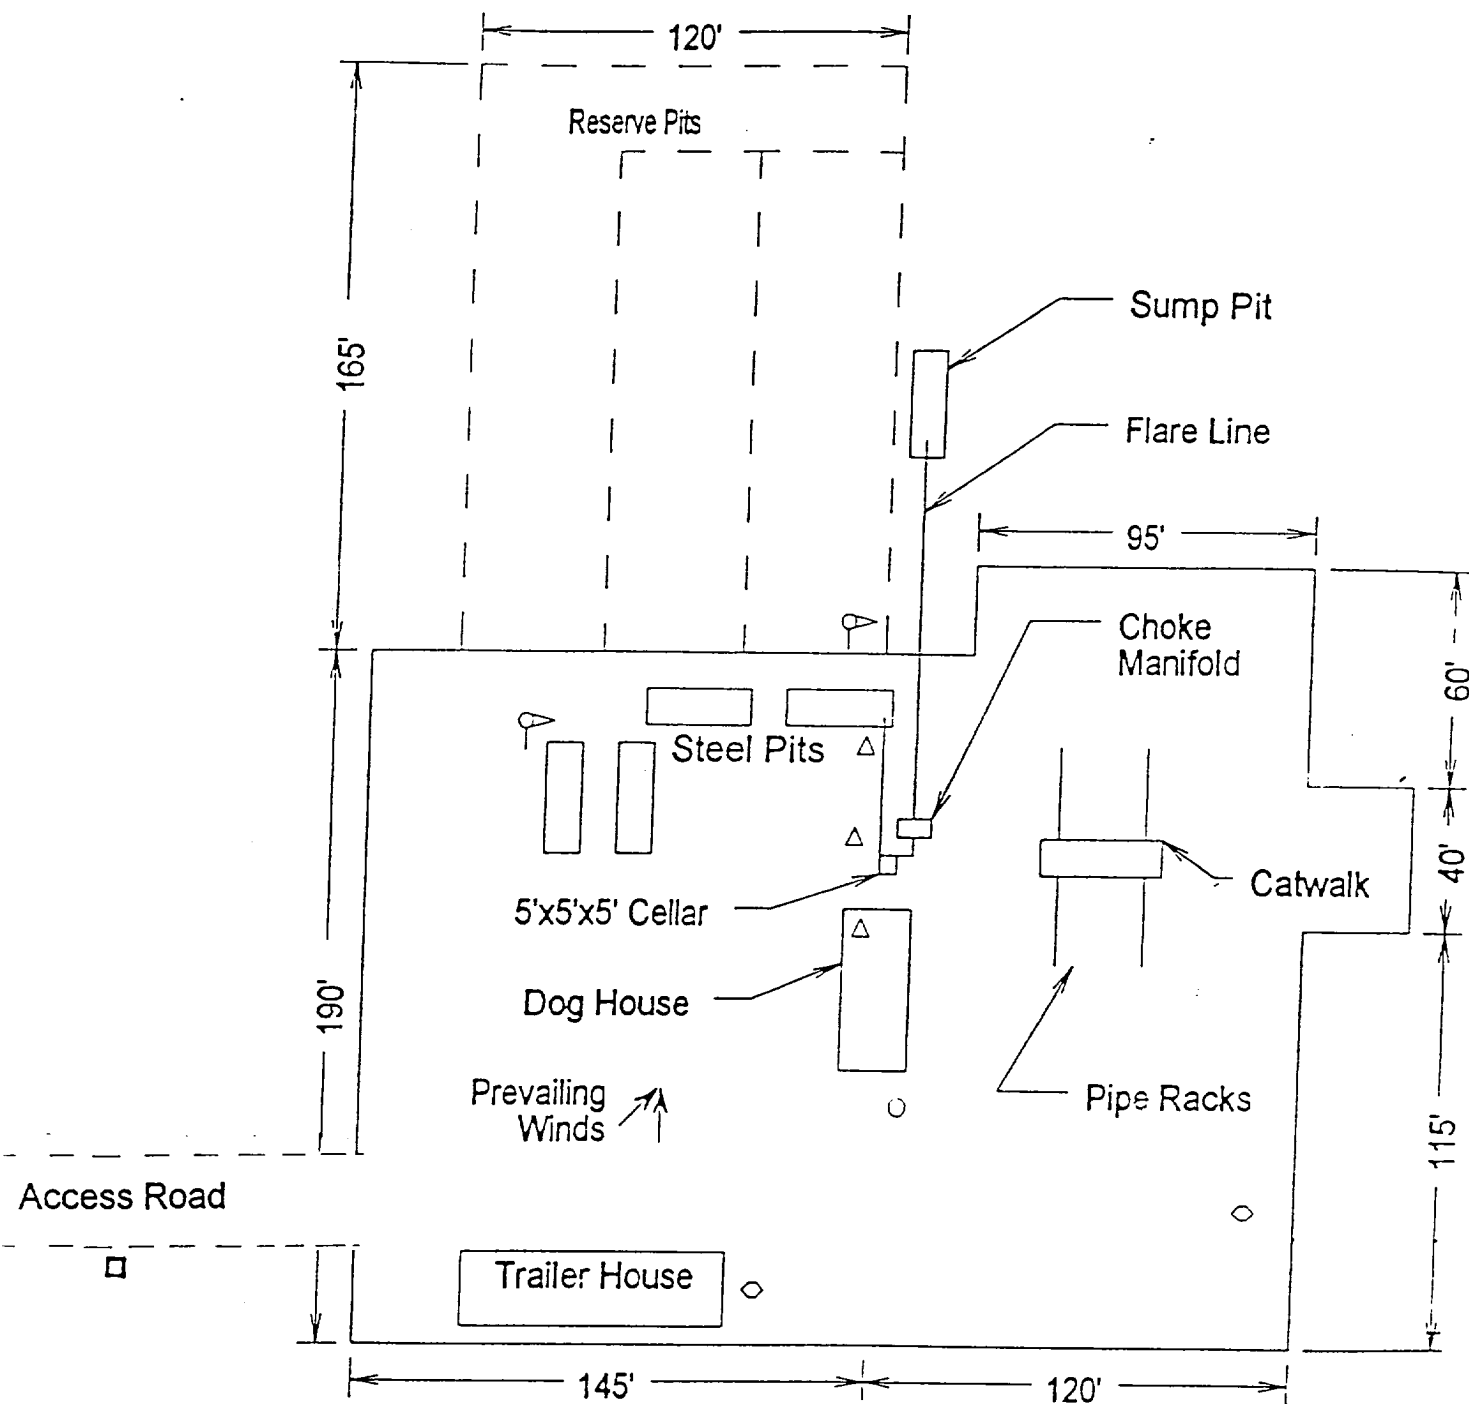 120'
Reserve Pits
165'
Sump Pit
Flare Line
95'
Choke
Manifold
60'
Steel Pits
40'
Catwalk
5'x5'x5' Cellar
190'
Dog House
Prevailing
Winds
Pipe Racks
115'
Access Road
Trailer House
145'
120'